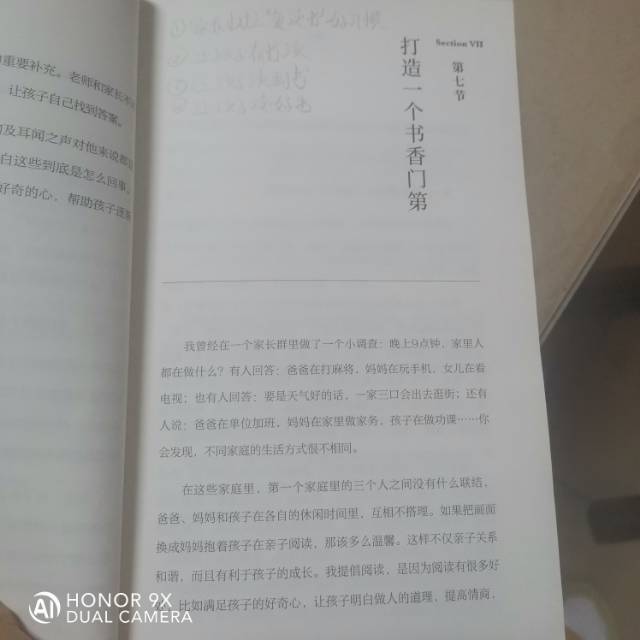 重要补充。老师和家长
让孩子自己找到答案。
及耳闻之声对他来说都
白这些到底是怎么回事。
好奇的心，帮助孩子逐
Section VII
第七节
打造一个书香门第
我曾经在一个家长群里做了一个小调查：晚上9点钟，家里人
都在做什么？有人回答：爸爸在打麻将，妈妈在玩手机，女儿在看
电视；也有人回答：要是天气好的话，一家三口会出去逛街；还有
人说：爸爸在单位加班，妈妈在家里做家务，孩子在做功课……你
会发现，不同家庭的生活方式很不相同。
在这些家庭里，第一个家庭里的三个人之间没有什么联结，
爸爸、妈妈和孩子在各自的休闲时间里，互相不搭理。如果把画面
换成妈妈抱着孩子在亲子阅读，那该多么温馨。这样不仅亲子关系
和谐，而且有利于孩子的成长。我提倡阅读，是因为阅读有很多好
比如满足孩子的好奇心，让孩子明白做人的道理，提高情商，
HONOR 9X
DUAL CAMERA